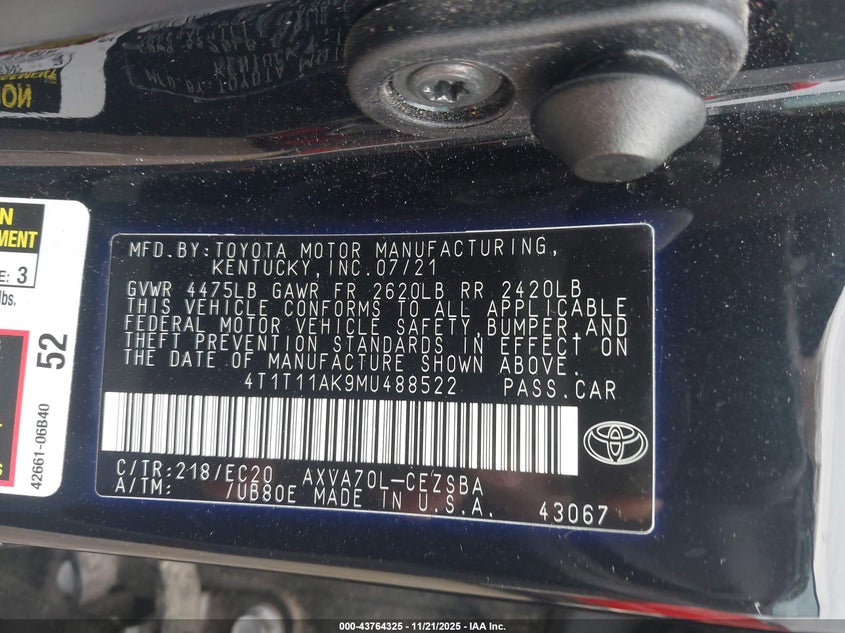 MFD.BY:TOYOTA MOTOR MANUFACTURING,
KENTUCKY,INC.07/21
GVWR 4475LB GAWR FR 2620LB RR 2420LB
THIS VEHICLE CONFORMS TO ALL APPLICABLE
FEDERAL MOTOR VEHICLE SAFETY,BUMPER,AND
THEFT PREVENTION STANDARDS IN EFFECT ON
THE DATE OF MANUFACTURE SHOWN ABOVE.
4T1T11AK9MU488522 PASS.CAR
C/TR:218/EC20 AXVA70L-CEZSBA
A/TM: /UB80E MADE IN U.S.A. 43067
3
lbs.
52
42661-06B40
000-43764325 - 11/21/2025 - IAA Inc.